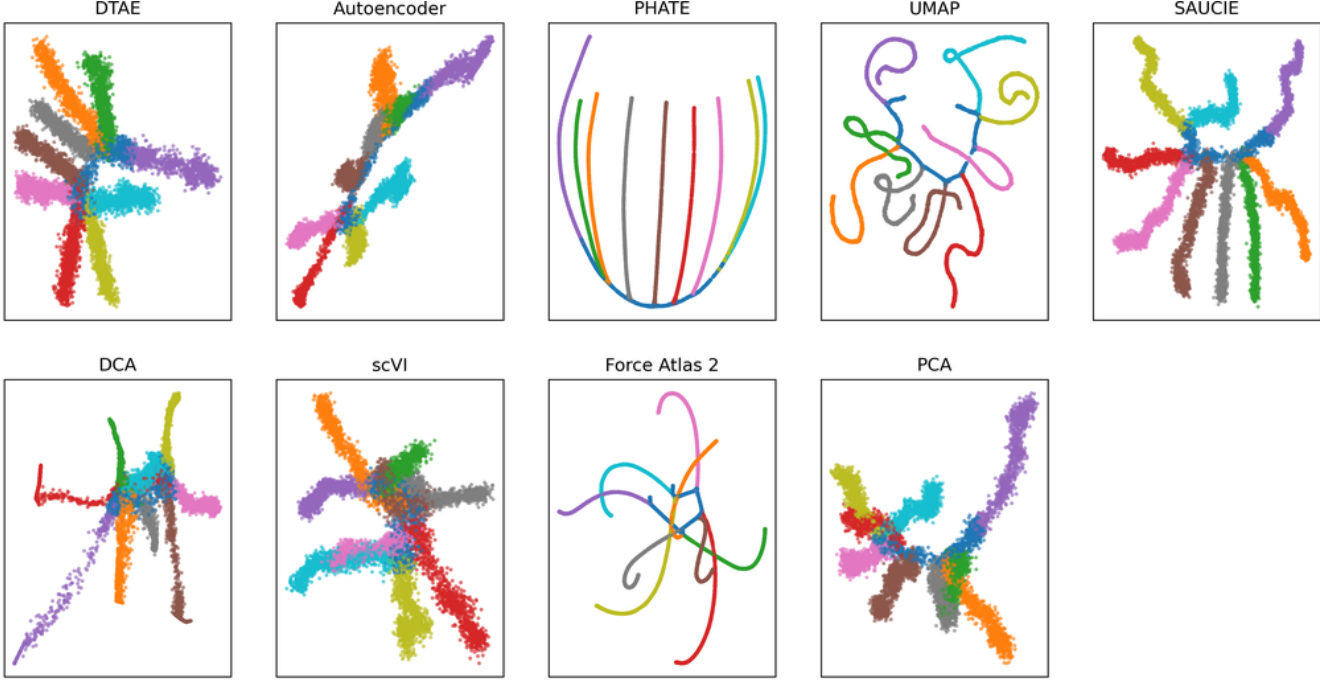 DTAE
Autoencoder
PHATE
UMAP
SAUCIE
DCA
scVI
Force Atlas 2
PCA